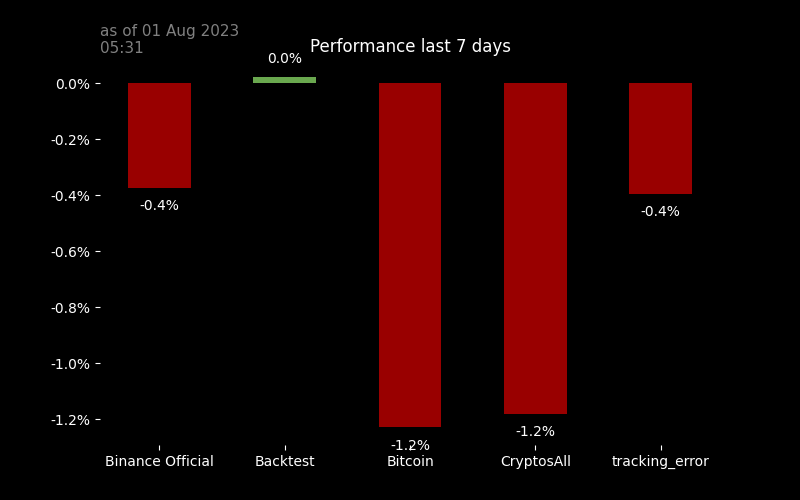 as of 01 Aug 2023
05:31
Performance last 7 days
0.0%
0.0%
-0.2%
-0.4%
-0.6%
-0.8%
-1.0%
-1.2%
-0.4%
-0.4%
-1.2%
-1.2%
Binance Official
Backtest
Bitcoin
CryptosAll
tracking_error